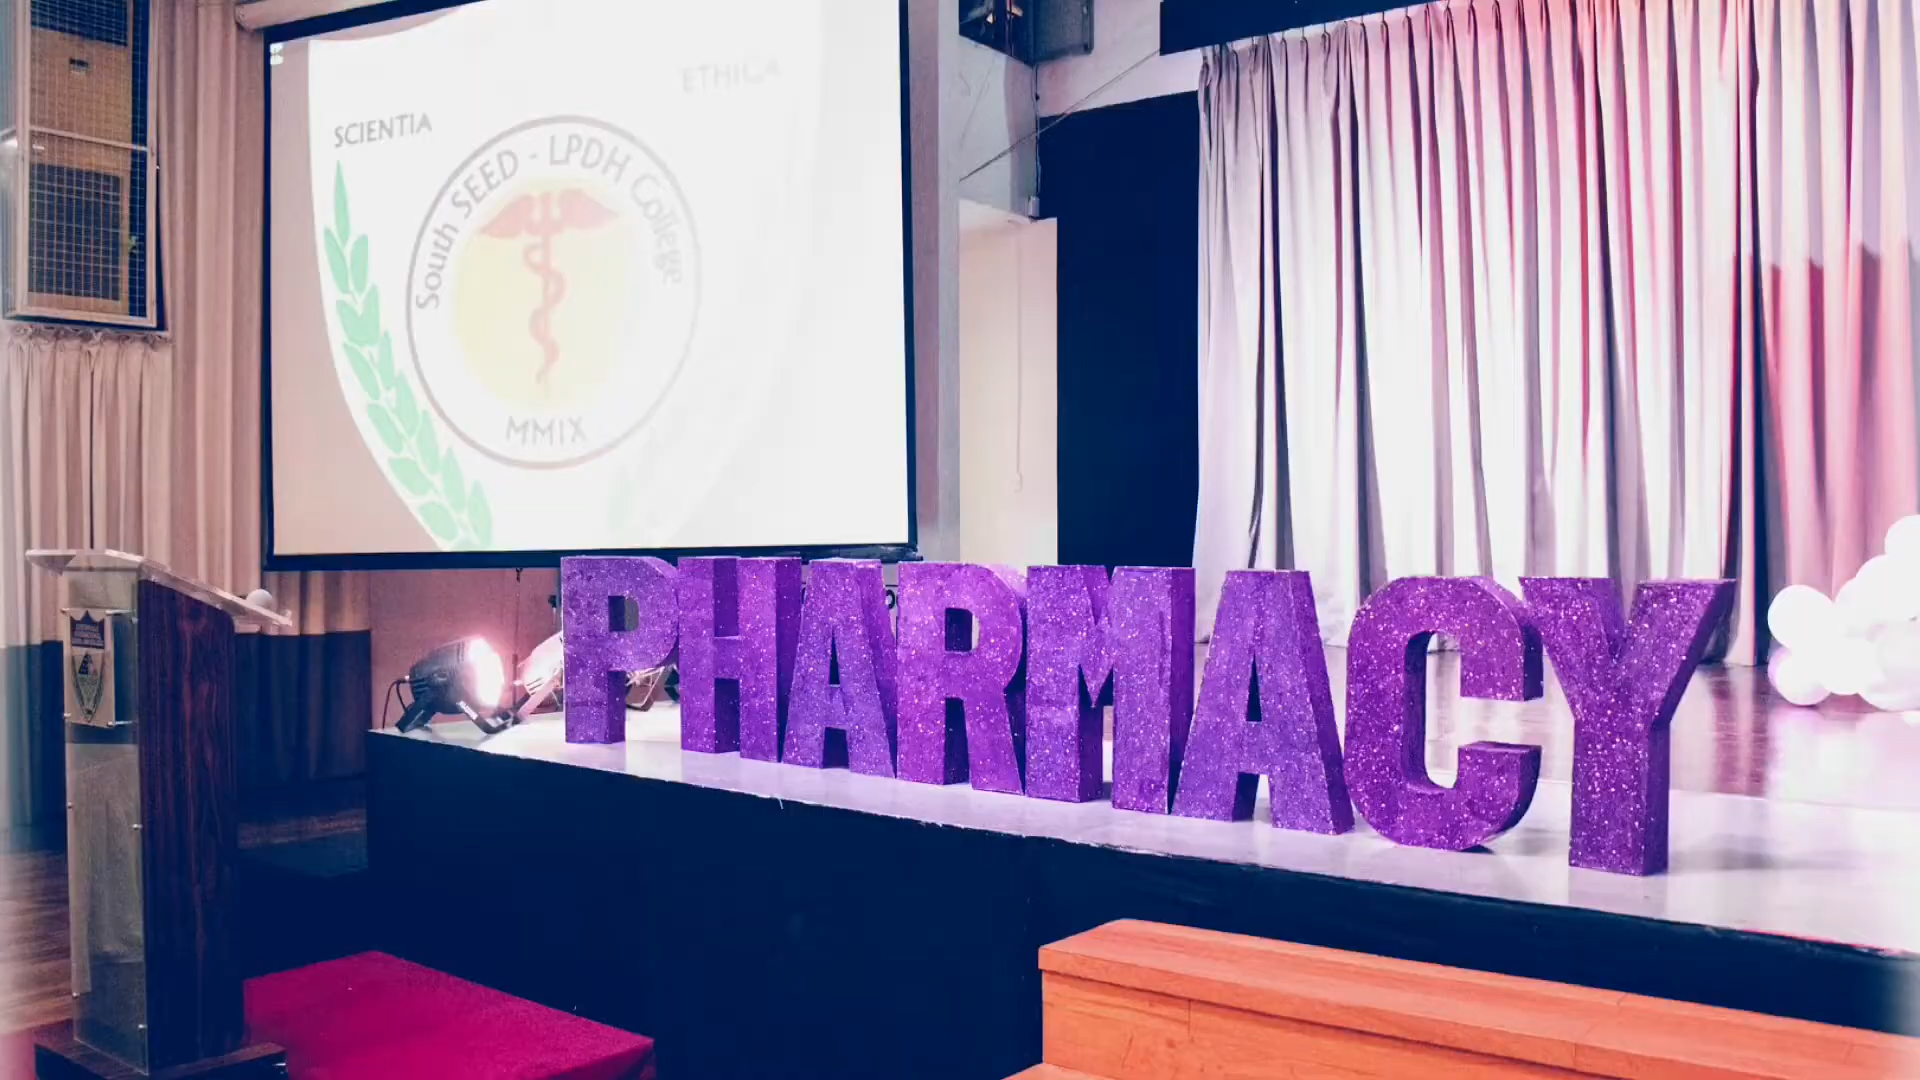 SCIENTIA
ETHICA
South SEED - LPDH College
MMIX
PHARMACY